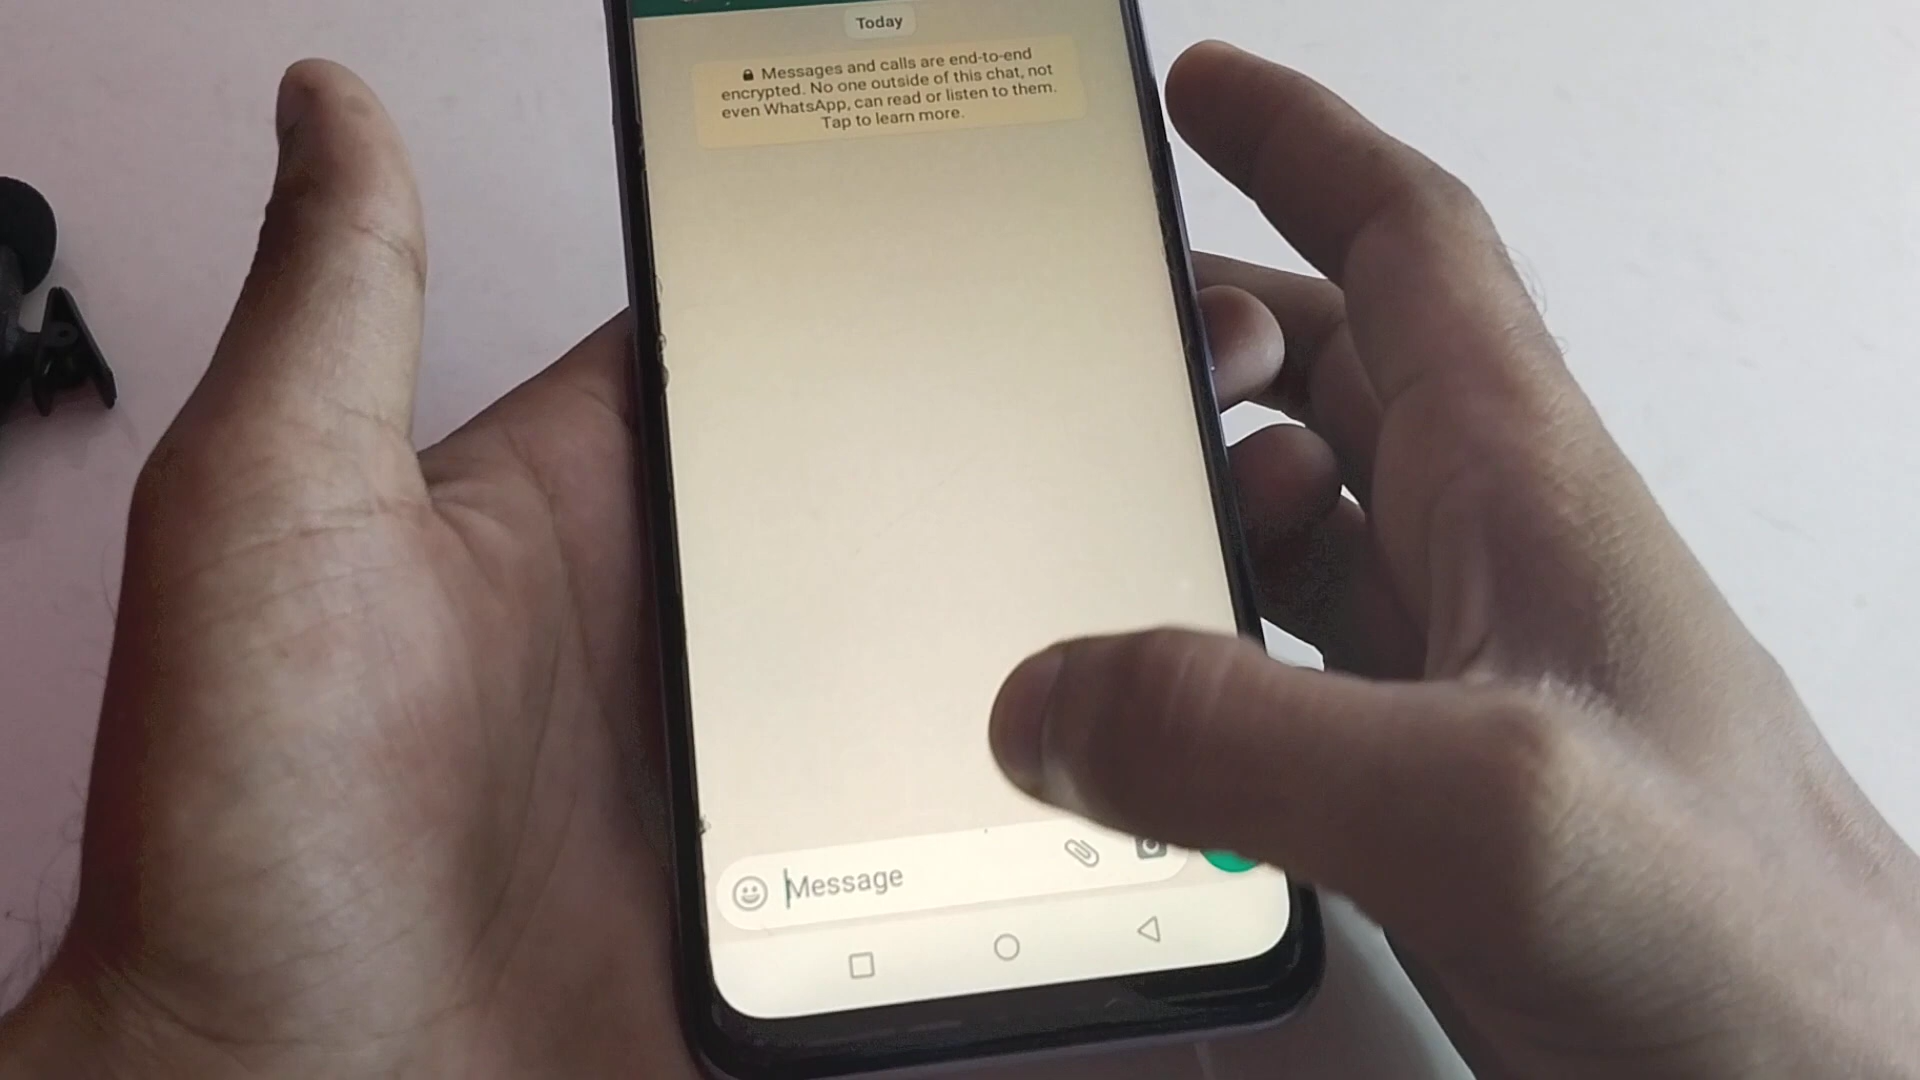 Today
Messages and calls are end-to-end
encrypted. No one outside of this chat, not
even WhatsApp, can read or listen to them.
Tap to learn more.
Message